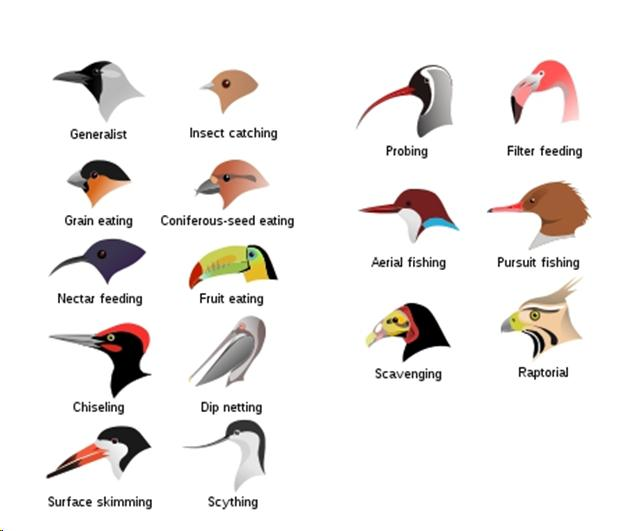 Generalist
Insect catching
Probing
Filter feeding
Grain eating
Coniferous-seed eating
Aerial fishing
Pursuit fishing
Nectar feeding
Fruit eating
Scavenging
Raptorial
Chiseling
Dip netting
Surface skimming
Scything